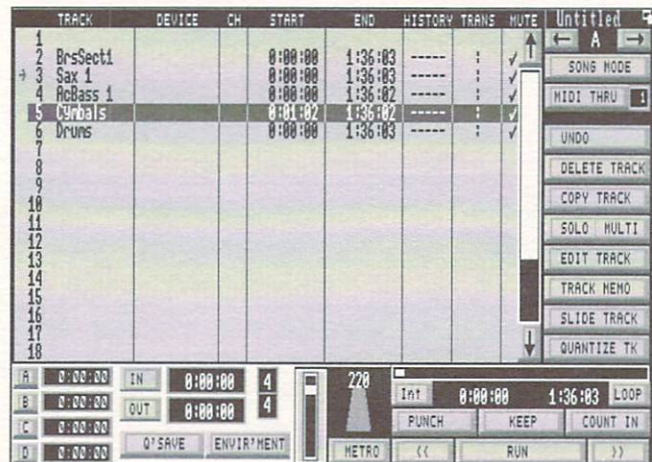 TRACK DEVICE CH START END HISTORY TRANS MUTE Untitled
1
2 BrsSect1 0:00:00 1:36:03 ----- : ✓
→ 3 Sax 1 0:00:00 1:36:03 ----- : ✓
4 AcBass 1 0:00:00 1:36:02 ----- : ✓
5 Cymbals 0:01:02 1:36:02 ----- : ✓
6 Drums 0:00:00 1:36:03 ----- : ✓
7
8
9
10
11
12
13
14
15
16
17
18
← A →
SONG MODE
MIDI THRU 1
UNDO
DELETE TRACK
COPY TRACK
SOLO MULTI
EDIT TRACK
TRACK MEMO
SLIDE TRACK
QUANTIZE TK
A 0:00:00 IN 0:00:00 4
B 0:00:00 OUT 0:00:00 4
C 0:00:00
D 0:00:00 Q'SAVE ENVIR'MENT
220
METRO
Int 0:00:00 1:36:03 LOOP
PUNCH KEEP COUNT IN
<< RUN >>